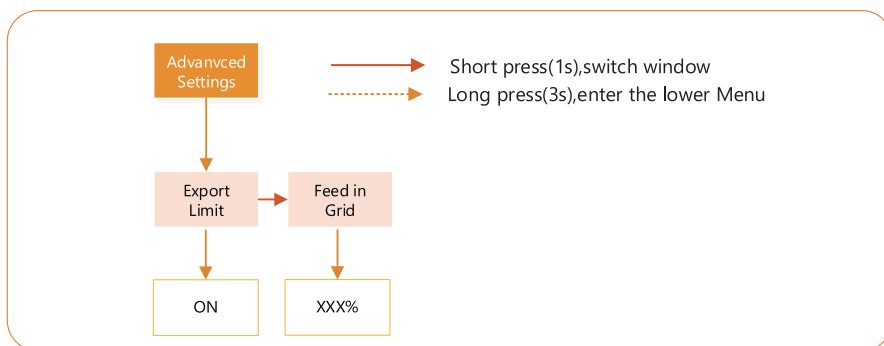 Advanvced
Settings
Short press(1s),switch window
Long press(3s),enter the lower Menu
Export
Limit
Feed in
Grid
ON
XXX%